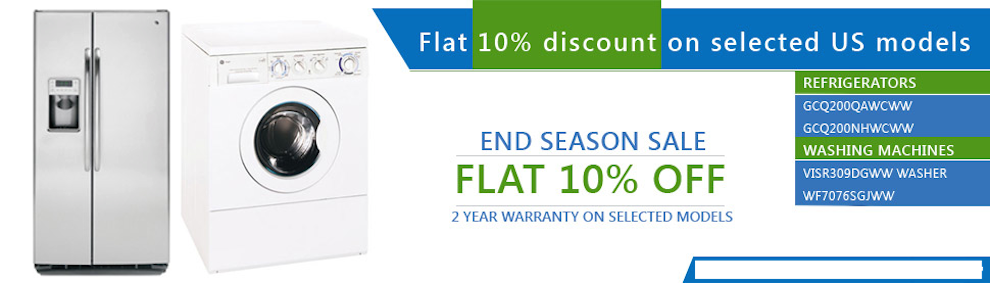 Flat 10% discount on selected US models
REFRIGERATORS
GCQ200QAWCWW
GCQ200NHWCWW
WASHING MACHINES
VISR309DGWW WASHER
WF7076SGJWW
END SEASON SALE
FLAT 10% OFF
2 YEAR WARRANTY ON SELECTED MODELS